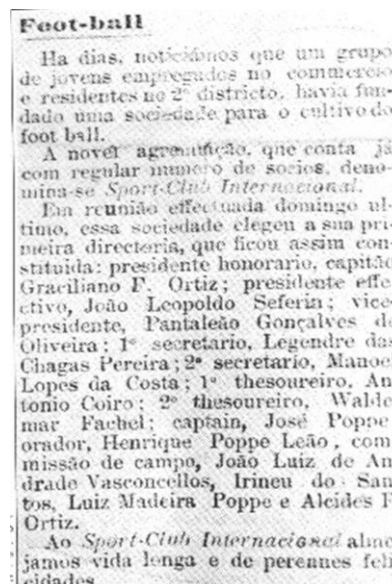 Foot-ball
Ha dias, noticiámos que um grupo
de jovens empregados no commercio
e residentes no 2º districto, havia fun-
dado uma sociedade para o cultivo do
foot ball.
A novel agremiação, que conta já
com regular numero de socios, deno-
mina-se Sport-Club Internacional.
Em reunião effectuada domingo ul-
timo, essa sociedade elegeu a sua pri-
meira directoria, que ficou assim con-
stituida: presidente honorario, capitão
Graciliano F. Ortiz; presidente effe-
ctivo, João Leopoldo Seferin; vice-
presidente, Pantaleão Gonçalves de
Oliveira; 1º secretario, Legendre das
Chagas Pereira; 2º secretario, Manoel
Lopes da Costa; 1º thesoureiro, An-
tonio Coiro; 2º thesoureiro, Walde
mar Fachel; captain, José Poppe
orador, Henrique Poppe Leão, com
missão de campo, João Luiz de An
drade Vasconcellos, Irineu do San
tos, Luiz Madeira Poppe e Alcides F
Ortiz.
Ao Sport-Club Internacional alme
jamos vida longa e de perennes feli
cidades